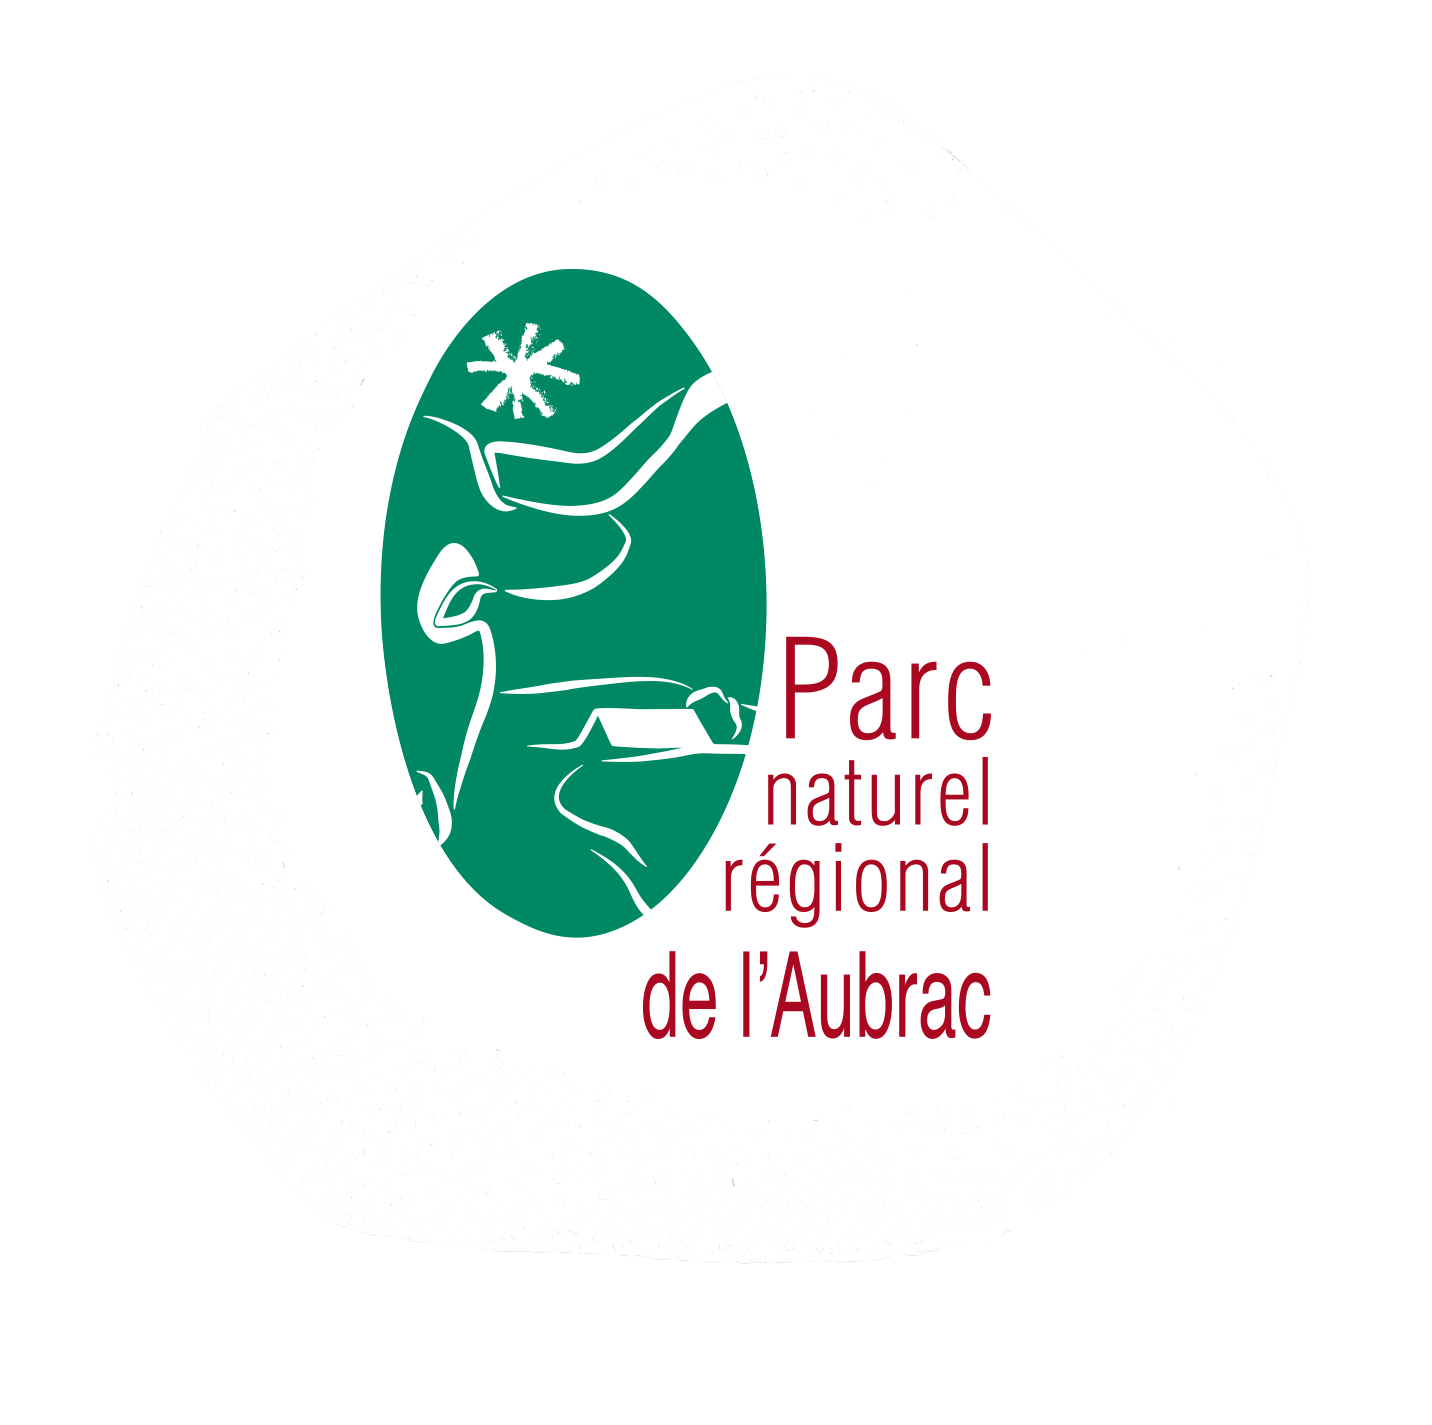 Parc
naturel
régional
de l’Aubrac